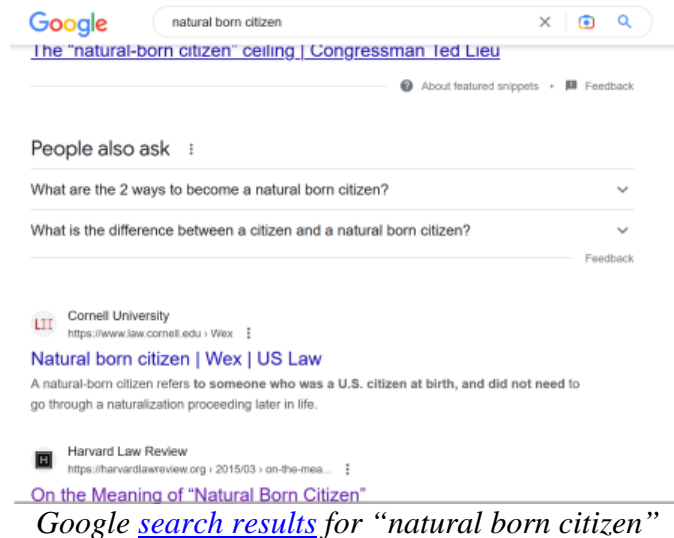 Google natural born citizen
The "natural-born citizen" ceiling | Congressman Ted Lieu
About featured snippets • Feedback
People also ask
What are the 2 ways to become a natural born citizen?
What is the difference between a citizen and a natural born citizen?
Feedback
LII Cornell University
https://www.law.cornell.edu › Wex
Natural born citizen | Wex | US Law
A natural-born citizen refers to someone who was a U.S. citizen at birth, and did not need to
go through a naturalization proceeding later in life.
H Harvard Law Review
https://harvardlawreview.org › 2015/03 › on-the-mea...
On the Meaning of "Natural Born Citizen"
Google search results for “natural born citizen”